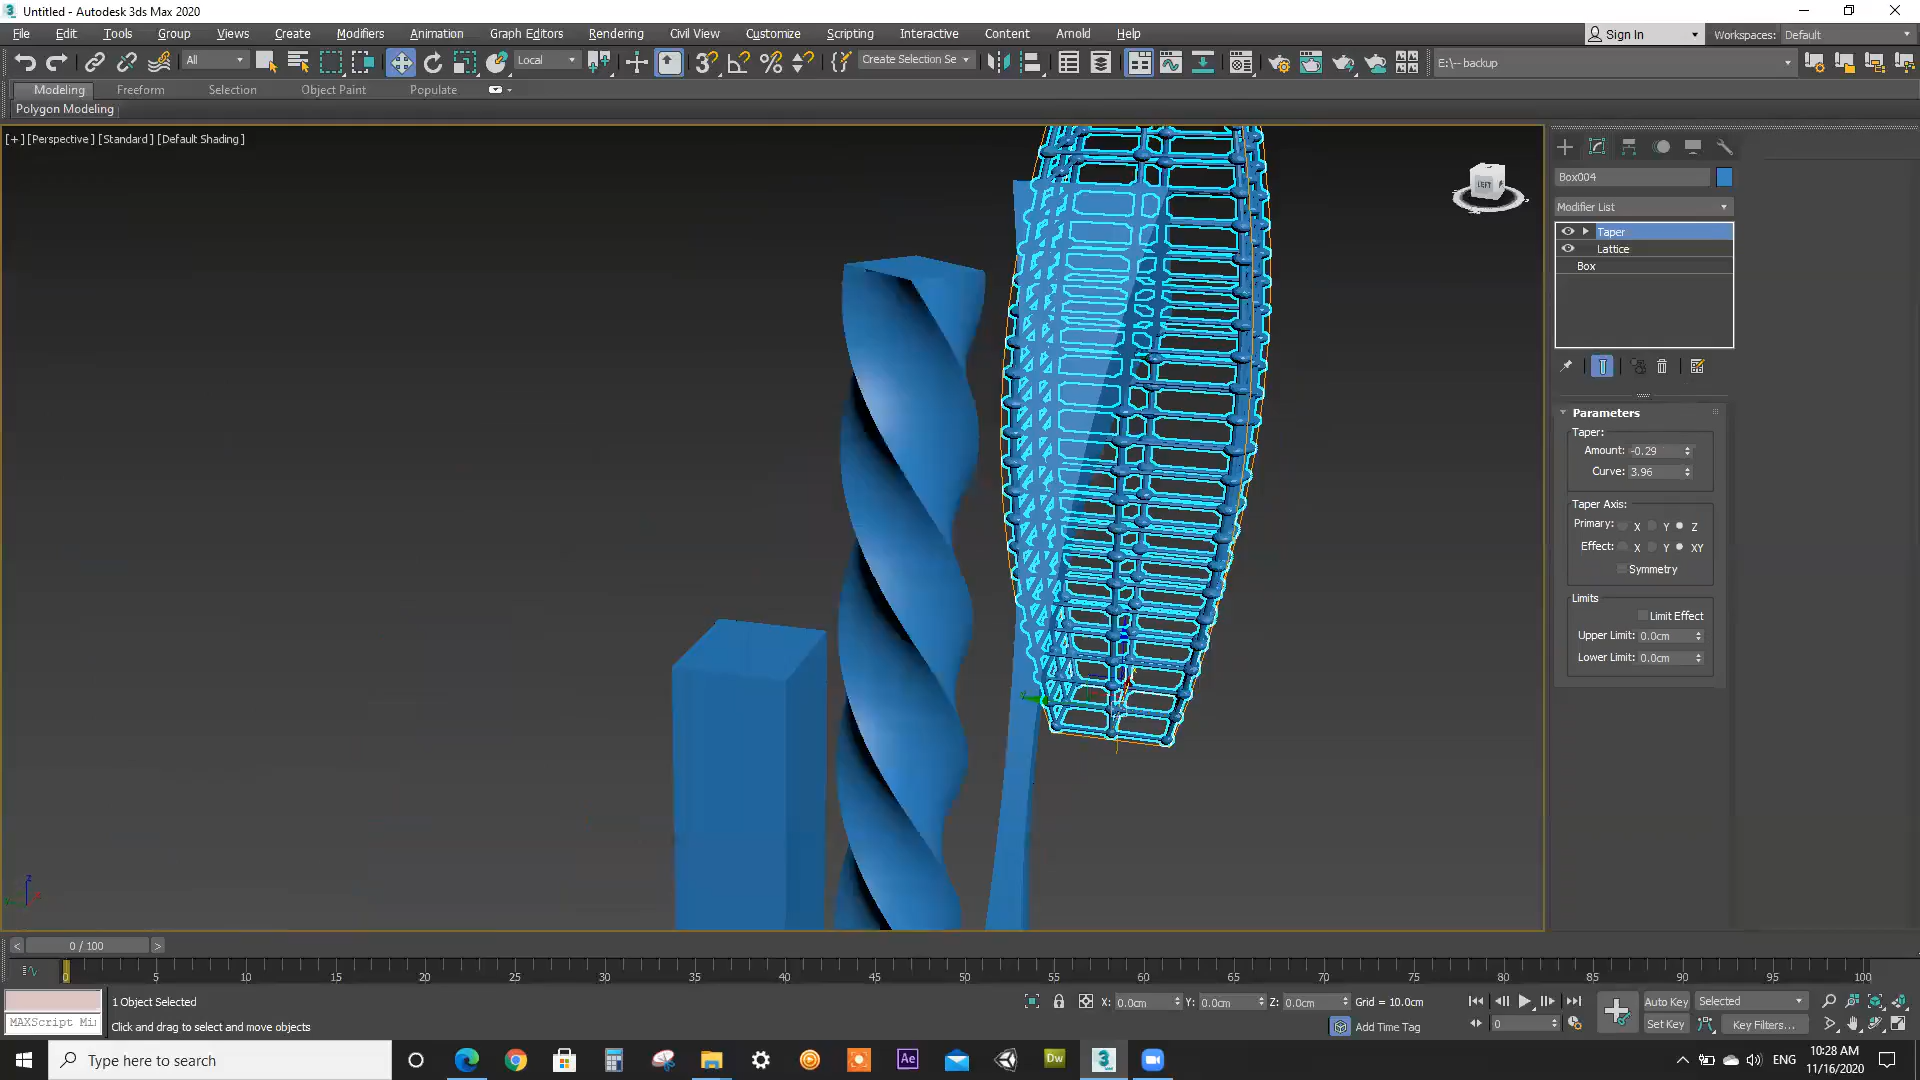 Untitled - Autodesk 3ds Max 2020
File Edit Tools Group Views Create Modifiers Animation Graph Editors Rendering Civil View Customize Scripting Interactive Content Arnold Help
Sign In Workspaces: Default
All Local Create Selection Se E:\-- backup
Modeling Freeform Selection Object Paint Populate
Polygon Modeling
[+] [Perspective] [Standard] [Default Shading]
LEFT
Box004
Modifier List
Taper
Lattice
Box
Parameters
Taper:
Amount: -0.29
Curve: 3.96
Taper Axis:
Primary: X Y Z
Effect: X Y XY
Symmetry
Limits
Limit Effect
Upper Limit: 0.0cm
Lower Limit: 0.0cm
z
< 0 / 100 >
0 5 10 15 20 25 30 35 40 45 50 55 60 65 70 75 80 85 90 95 100
1 Object Selected X: 0.0cm Y: 0.0cm Z: 0.0cm Grid = 10.0cm Auto Key Selected
MAXScript Mi Click and drag to select and move objects Add Time Tag 0 Set Key Key Filters...
Type here to search Ae Dw 3 ENG 10:28 AM
11/16/2020